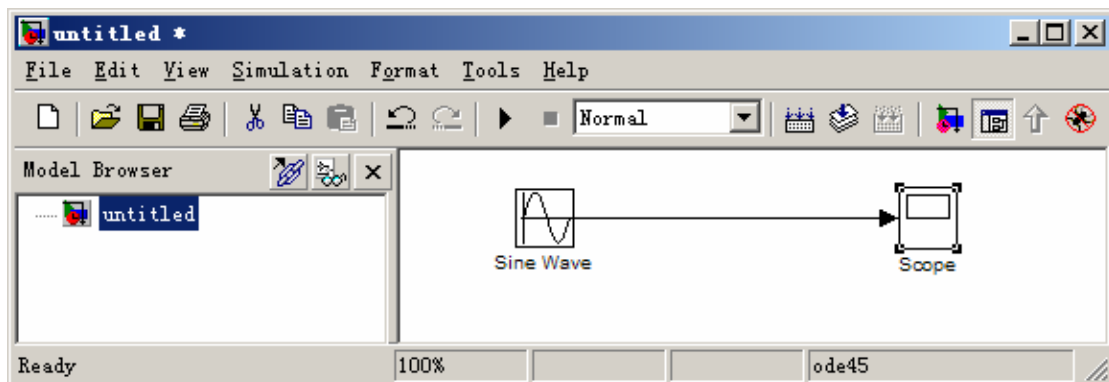 untitled *
File Edit View Simulation Format Tools Help
Normal
Model Browser
untitled
Sine Wave
Scope
Ready 100% ode45